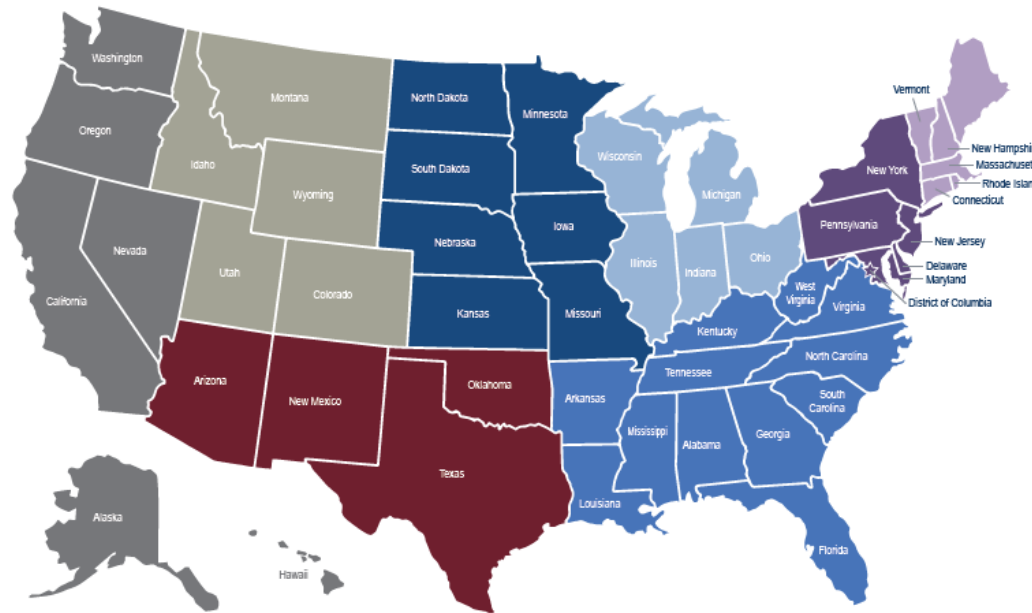 Washington
Oregon
California
Nevada
Idaho
Montana
Wyoming
Utah
Colorado
Arizona
New Mexico
Texas
Oklahoma
North Dakota
South Dakota
Nebraska
Kansas
Minnesota
Iowa
Missouri
Wisconsin
Michigan
Illinois
Indiana
Ohio
Kentucky
West
Virginia
Virginia
Tennessee
North Carolina
South
Carolina
Arkansas
Mississippi
Alabama
Georgia
Louisiana
Florida
New York
Pennsylvania
Vermont
New Hampshi
Massachuset
Rhode Islan
Connecticut
New Jersey
Delaware
Maryland
District of Columbia
Alaska
Hawaii